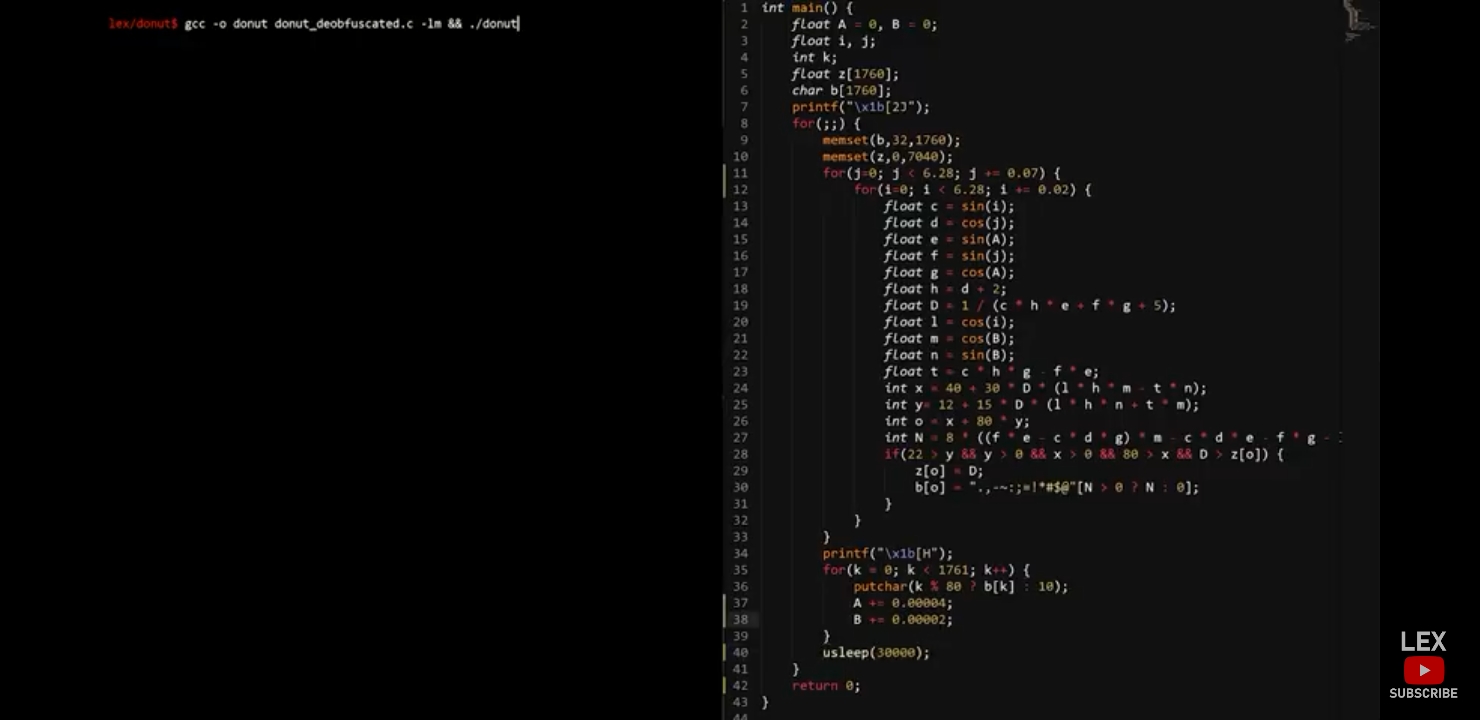 lex/donut$ gcc -o donut donut_deobfuscated.c -lm && ./donut
1 int main() {
2 float A = 0, B = 0;
3 float i, j;
4 int k;
5 float z[1760];
6 char b[1760];
7 printf("\x1b[2J");
8 for(;;) {
9 memset(b,32,1760);
10 memset(z,0,7040);
11 for(j=0; j < 6.28; j += 0.07) {
12 for(i=0; i < 6.28; i += 0.02) {
13 float c = sin(i);
14 float d = cos(j);
15 float e = sin(A);
16 float f = sin(j);
17 float g = cos(A);
18 float h = d + 2;
19 float D = 1 / (c * h * e + f * g + 5);
20 float l = cos(i);
21 float m = cos(B);
22 float n = sin(B);
23 float t = c * h * g - f * e;
24 int x = 40 + 30 * D * (l * h * m - t * n);
25 int y= 12 + 15 * D * (l * h * n + t * m);
26 int o = x + 80 * y;
27 int N = 8 * ((f * e - c * d * g) * m - c * d * e - f * g -
28 if(22 > y && y > 0 && x > 0 && 80 > x && D > z[o]) {
29 z[o] = D;
30 b[o] = ".,-~:;=!*#$@"[N > 0 ? N : 0];
31 }
32 }
33 }
34 printf("\x1b[H");
35 for(k = 0; k < 1761; k++) {
36 putchar(k % 80 ? b[k] : 10);
37 A += 0.00004;
38 B += 0.00002;
39 }
40 usleep(30000);
41 }
42 return 0;
43 }
44
LEX
SUBSCRIBE